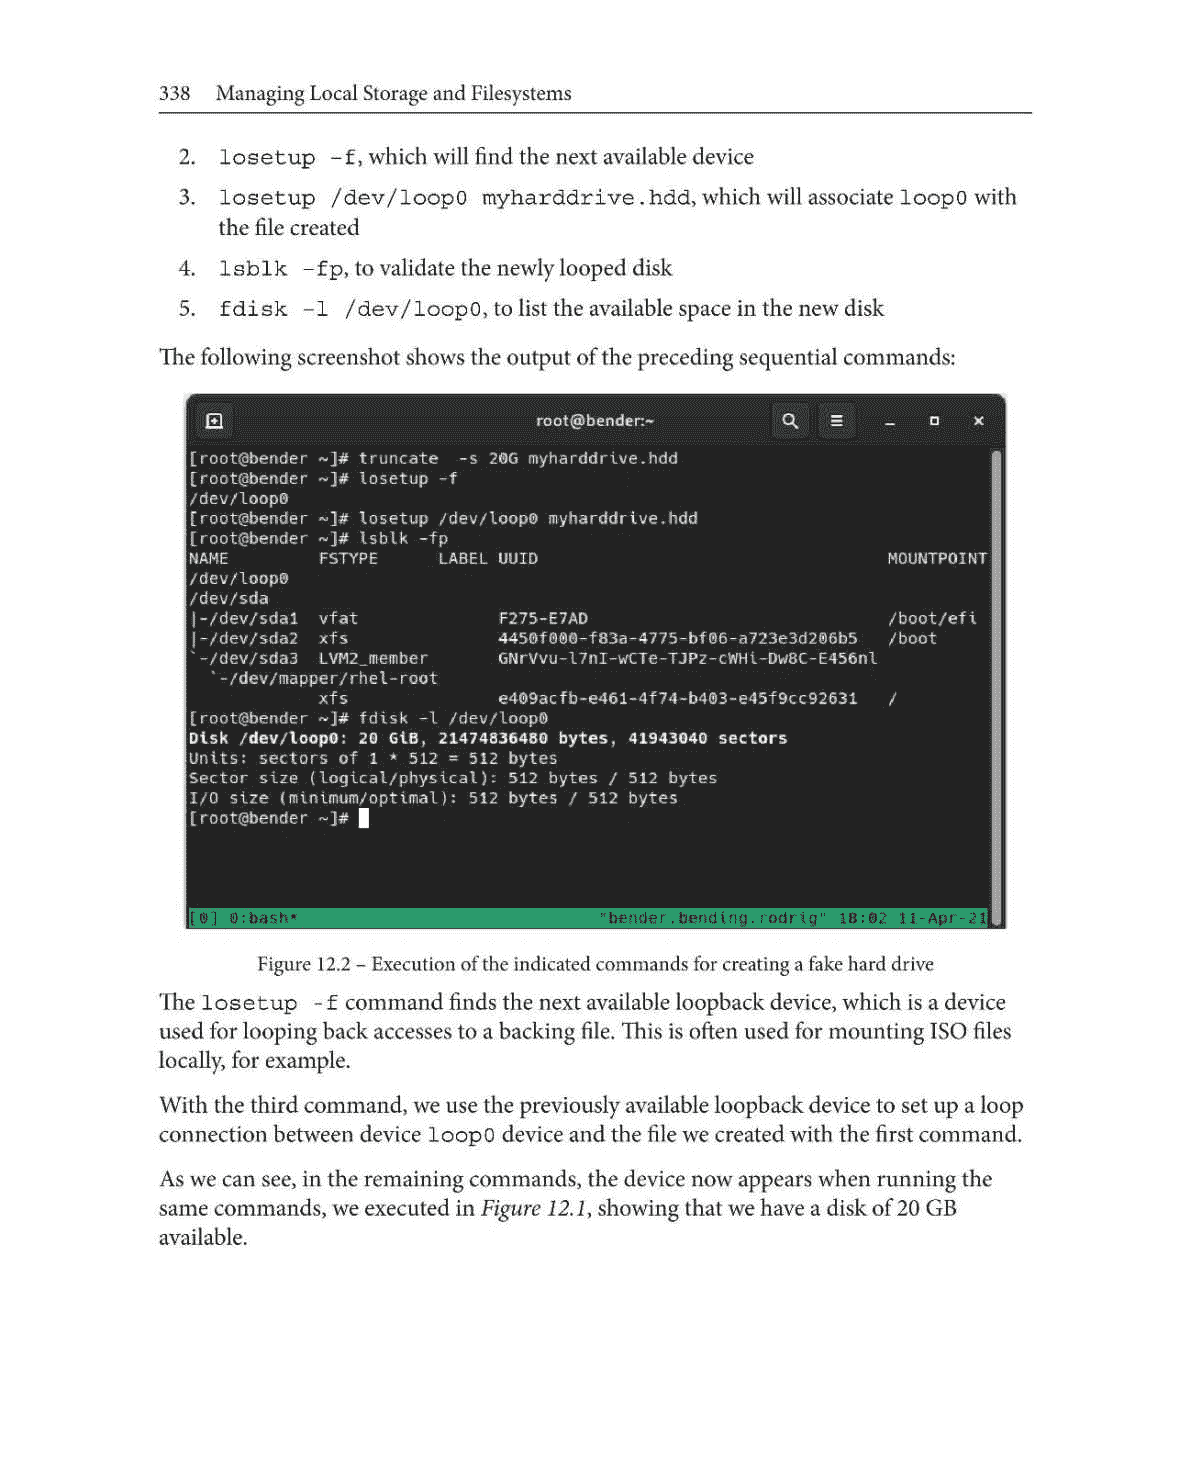 338 Managing Local Storage and Filesystems
2. losetup -f, which will find the next available device
3. losetup /dev/loop0 myharddrive.hdd, which will associate loop0 with
the file created
4. lsblk -fp, to validate the newly looped disk
5. fdisk -l /dev/loop0, to list the available space in the new disk
The following screenshot shows the output of the preceding sequential commands:
root@bender:~
[root@bender ~]# truncate  -s 20G myharddrive.hdd
[root@bender ~]# losetup -f
/dev/loop0
[root@bender ~]# losetup /dev/loop0 myharddrive.hdd
[root@bender ~]# lsblk -fp
NAME         FSTYPE      LABEL UUID                                   MOUNTPOINT
/dev/loop0
/dev/sda
|-/dev/sda1  vfat              F275-E7AD                              /boot/efi
|-/dev/sda2  xfs               4450f000-f83a-4775-bf06-a723e3d206b5   /boot
`-/dev/sda3  LVM2_member       GNrVvu-l7nI-wCTe-TJPz-cWHi-Dw8C-E456nl
  `-/dev/mapper/rhel-root
             xfs               e409acfb-e461-4f74-b403-e45f9cc92631   /
[root@bender ~]# fdisk -l /dev/loop0
Disk /dev/loop0: 20 GiB, 21474836480 bytes, 41943040 sectors
Units: sectors of 1 * 512 = 512 bytes
Sector size (logical/physical): 512 bytes / 512 bytes
I/O size (minimum/optimal): 512 bytes / 512 bytes
[root@bender ~]#
[0] 0:bash* "bender.bending.rodrig" 18:02 11-Apr-21
Figure 12.2 – Execution of the indicated commands for creating a fake hard drive
The losetup -f command finds the next available loopback device, which is a device
used for looping back accesses to a backing file. This is often used for mounting ISO files
locally, for example.
With the third command, we use the previously available loopback device to set up a loop
connection between device loop0 device and the file we created with the first command.
As we can see, in the remaining commands, the device now appears when running the
same commands, we executed in Figure 12.1, showing that we have a disk of 20 GB
available.